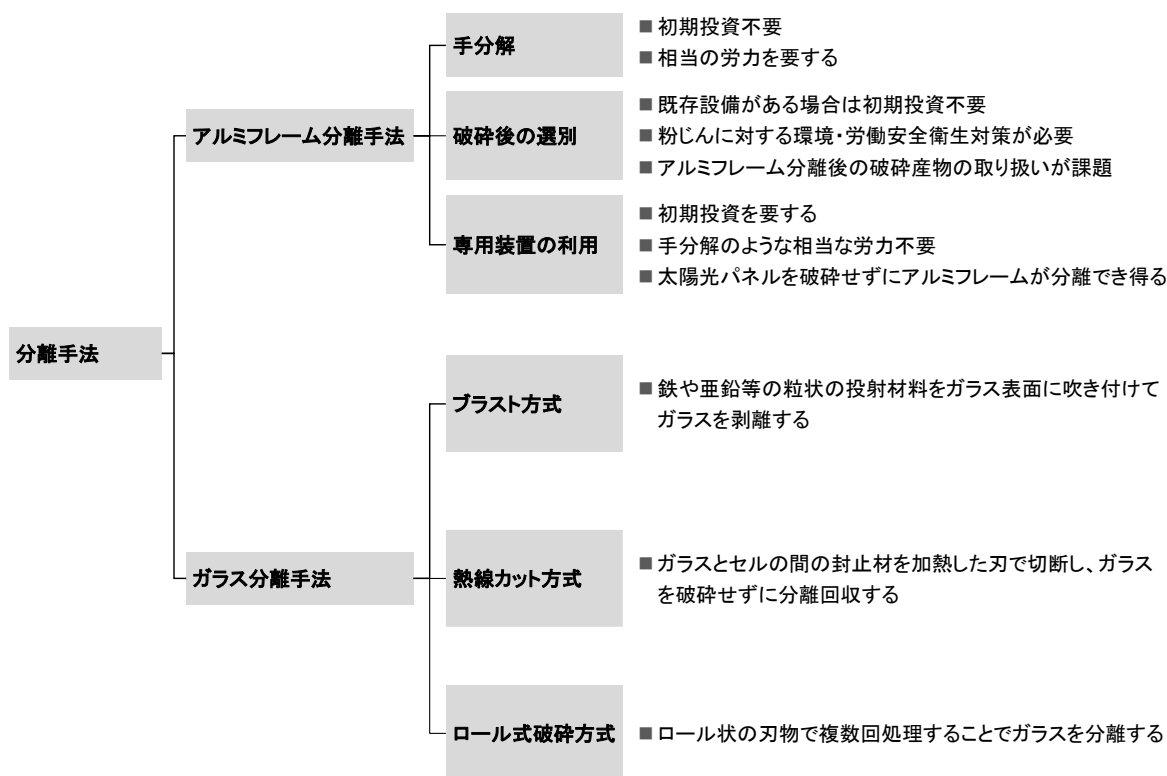 分離手法
アルミフレーム分離手法
手分解
■ 初期投資不要
■ 相当の労力を要する
破砕後の選別
■ 既存設備がある場合は初期投資不要
■ 粉じんに対する環境・労働安全衛生対策が必要
■ アルミフレーム分離後の破砕産物の取り扱いが課題
専用装置の利用
■ 初期投資を要する
■ 手分解のような相当な労力不要
■ 太陽光パネルを破砕せずにアルミフレームが分離でき得る
ガラス分離手法
ブラスト方式
■ 鉄や亜鉛等の粒状の投射材料をガラス表面に吹き付けて
ガラスを剥離する
熱線カット方式
■ ガラスとセルの間の封止材を加熱した刃で切断し、ガラス
を破砕せずに分離回収する
ロール式破砕方式
■ ロール状の刃物で複数回処理することでガラスを分離する